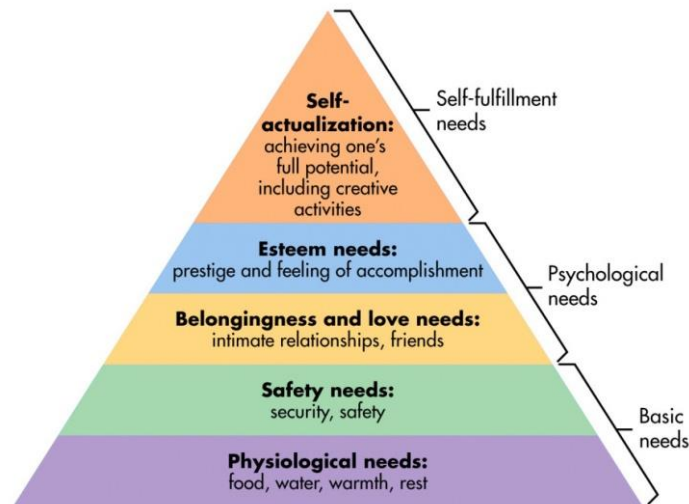 Self-
actualization:
achieving one's
full potential,
including creative
activities
Self-fulfillment
needs
Esteem needs:
prestige and feeling of accomplishment
Psychological
needs
Belongingness and love needs:
intimate relationships, friends
Safety needs:
security, safety
Basic
needs
Physiological needs:
food, water, warmth, rest